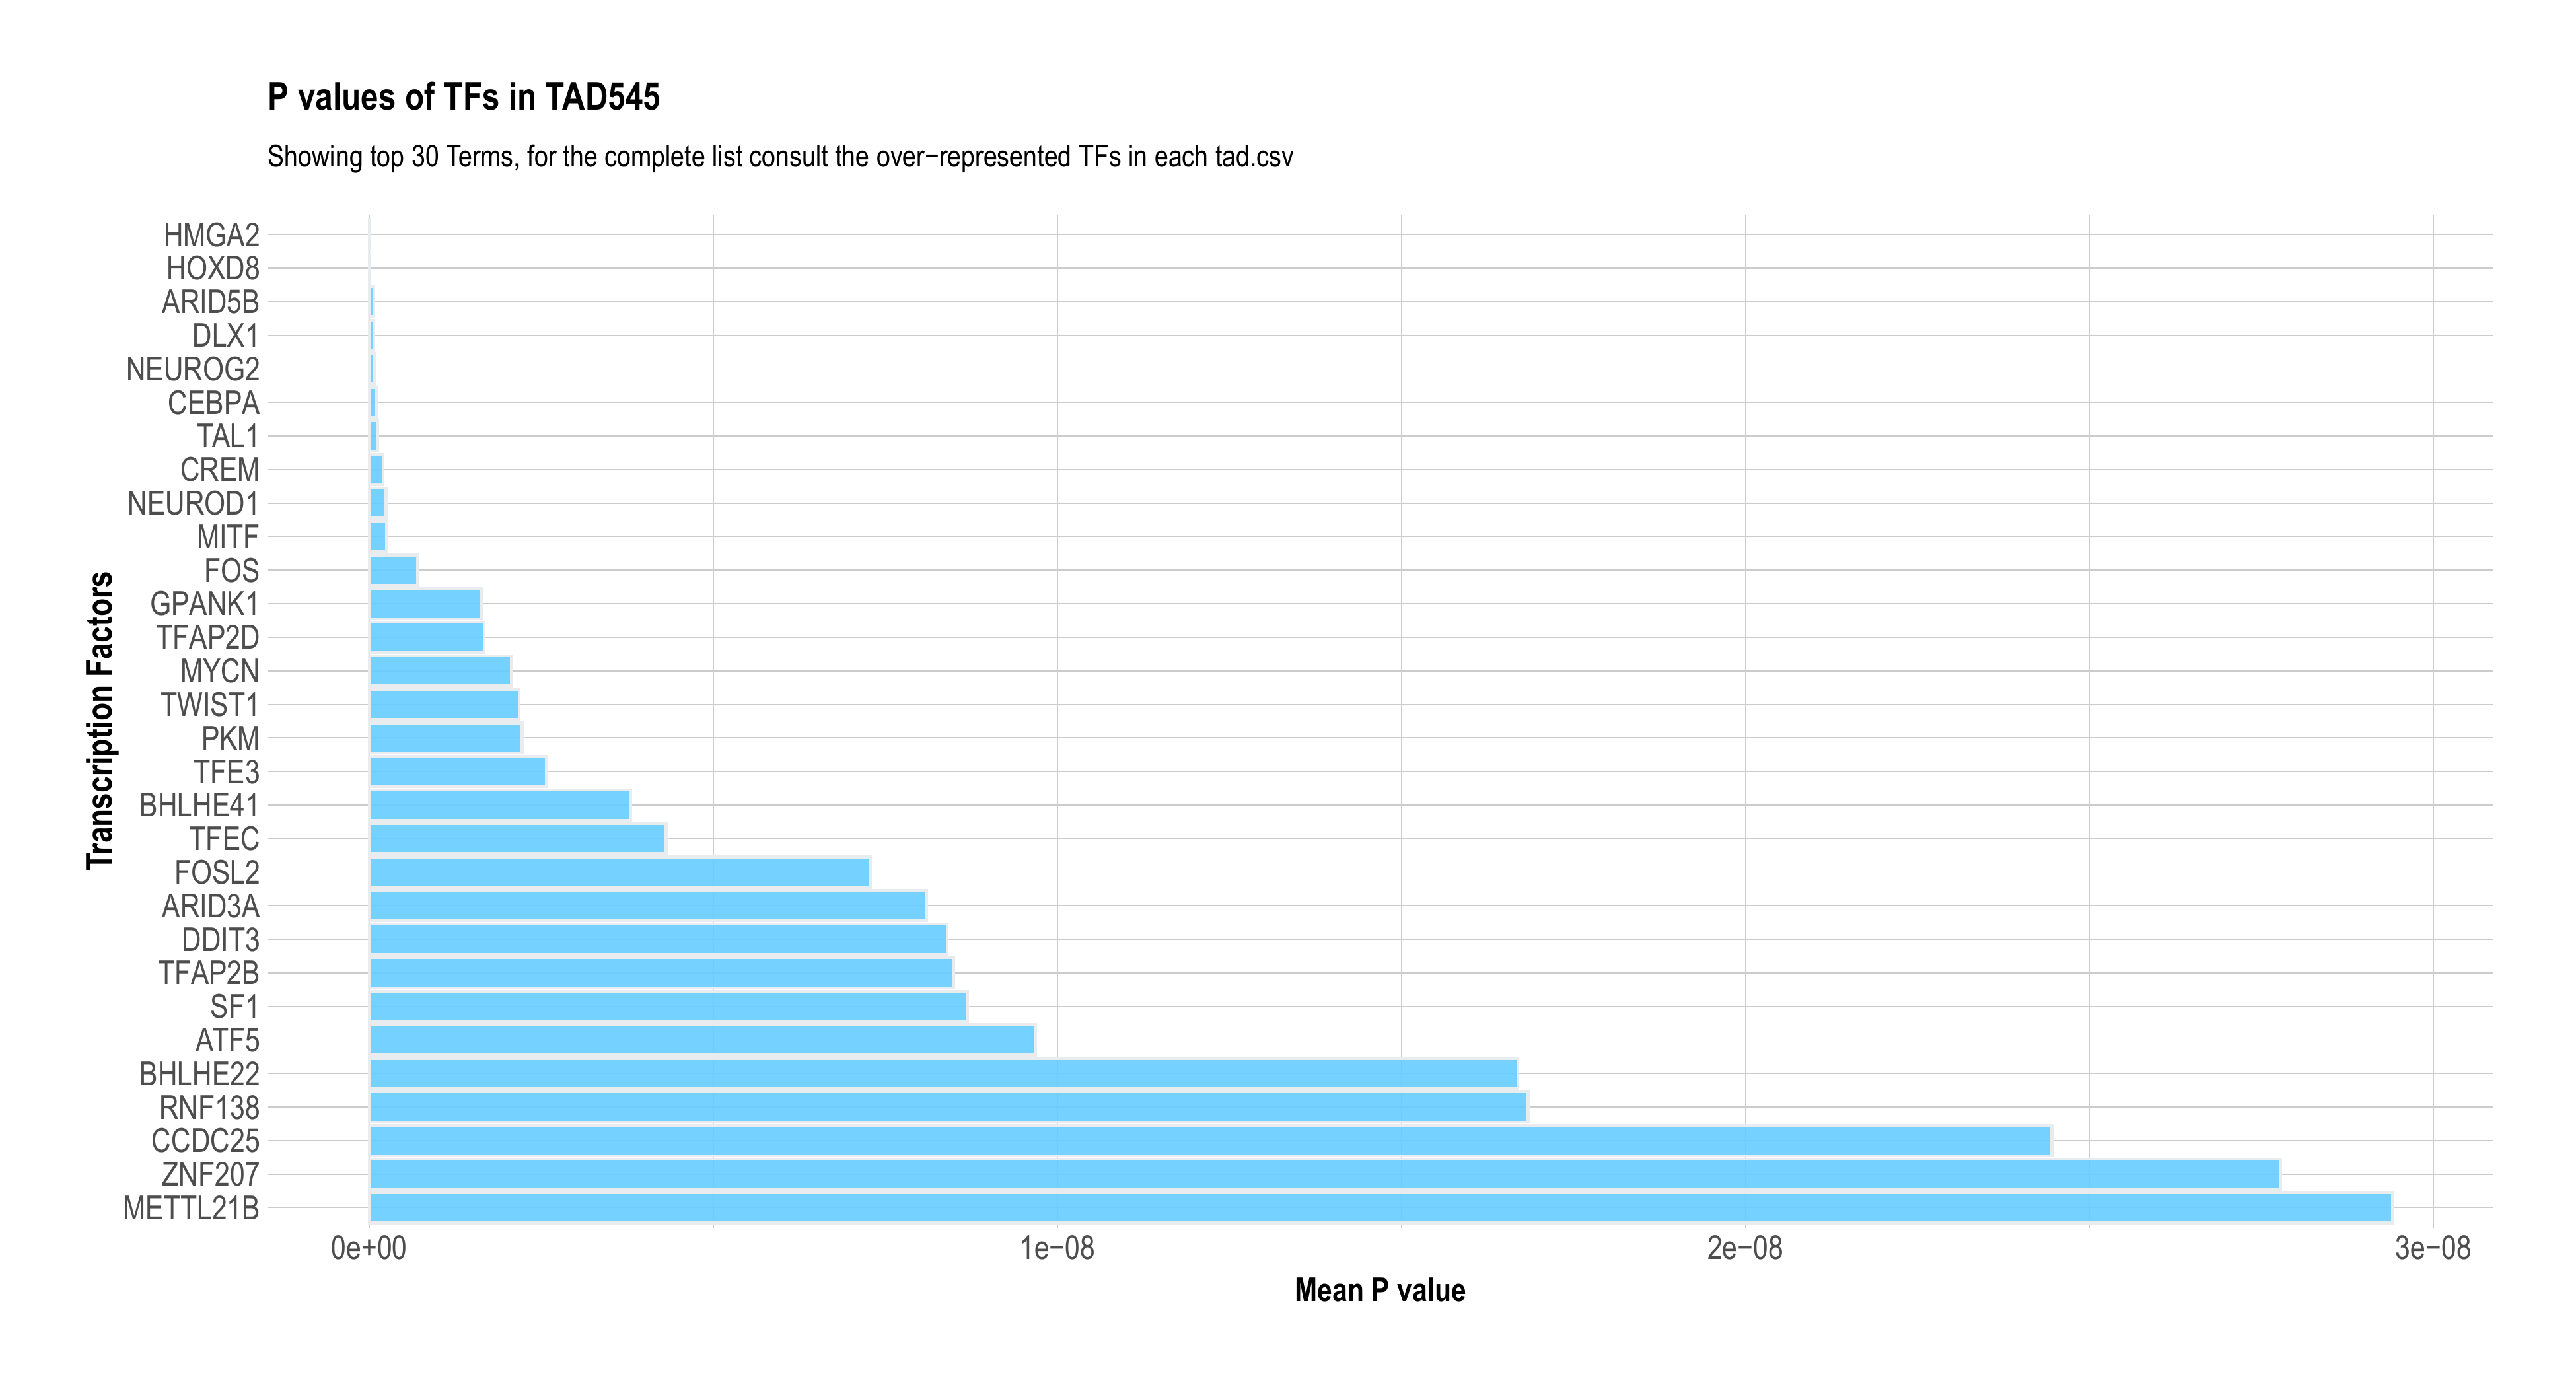 P values of TFs in TAD545
Showing top 30 Terms, for the complete list consult the over−represented TFs in each tad.csv
Transcription Factors
HMGA2
HOXD8
ARID5B
DLX1
NEUROG2
CEBPA
TAL1
CREM
NEUROD1
MITF
FOS
GPANK1
TFAP2D
MYCN
TWIST1
PKM
TFE3
BHLHE41
TFEC
FOSL2
ARID3A
DDIT3
TFAP2B
SF1
ATF5
BHLHE22
RNF138
CCDC25
ZNF207
METTL21B
0e+00 1e−08 2e−08 3e−08
Mean P value